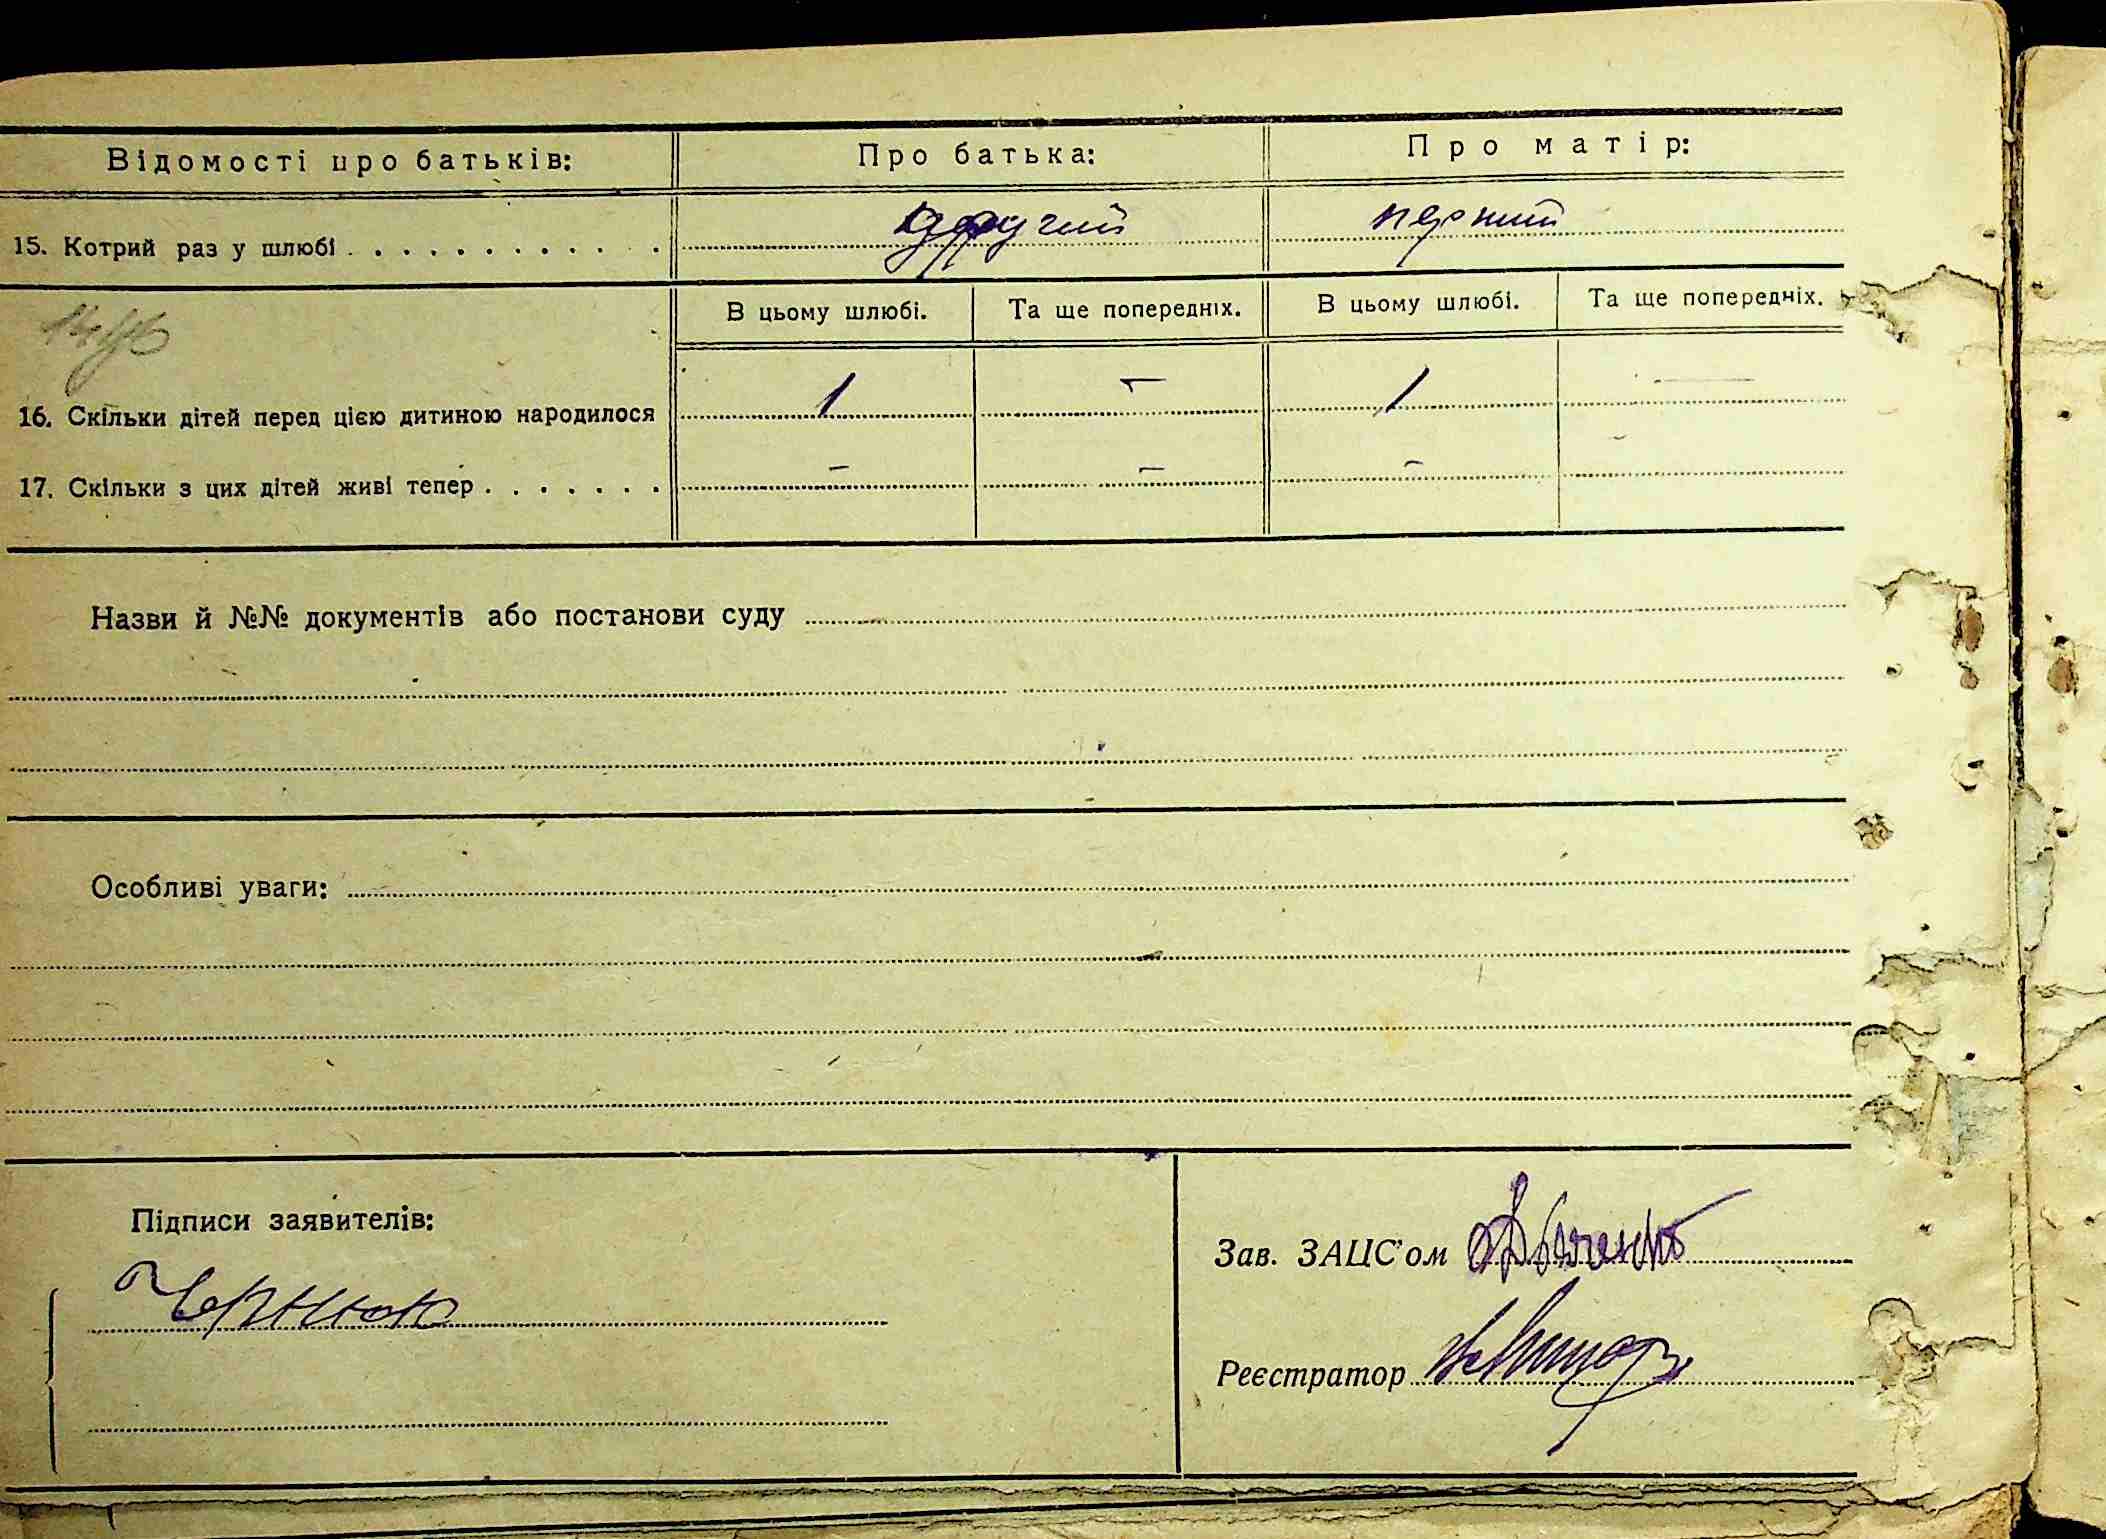 Відомості про батьків: Про батька: Про матір:
15. Котрий раз у шлюбі . . . . . . . . . . . . другий перший
В цьому шлюбі. Та ще попередніх. В цьому шлюбі. Та ще попередніх.
16. Скільки дітей перед цією дитиною народилося 1 — 1 —
17. Скільки з цих дітей живі тепер . . . . . . . — — —
Назви й №№ документів або постанови суду
Особливі уваги:
Підписи заявителів:
Зав. ЗАЦС'ом
Чернюк
Реєстратор